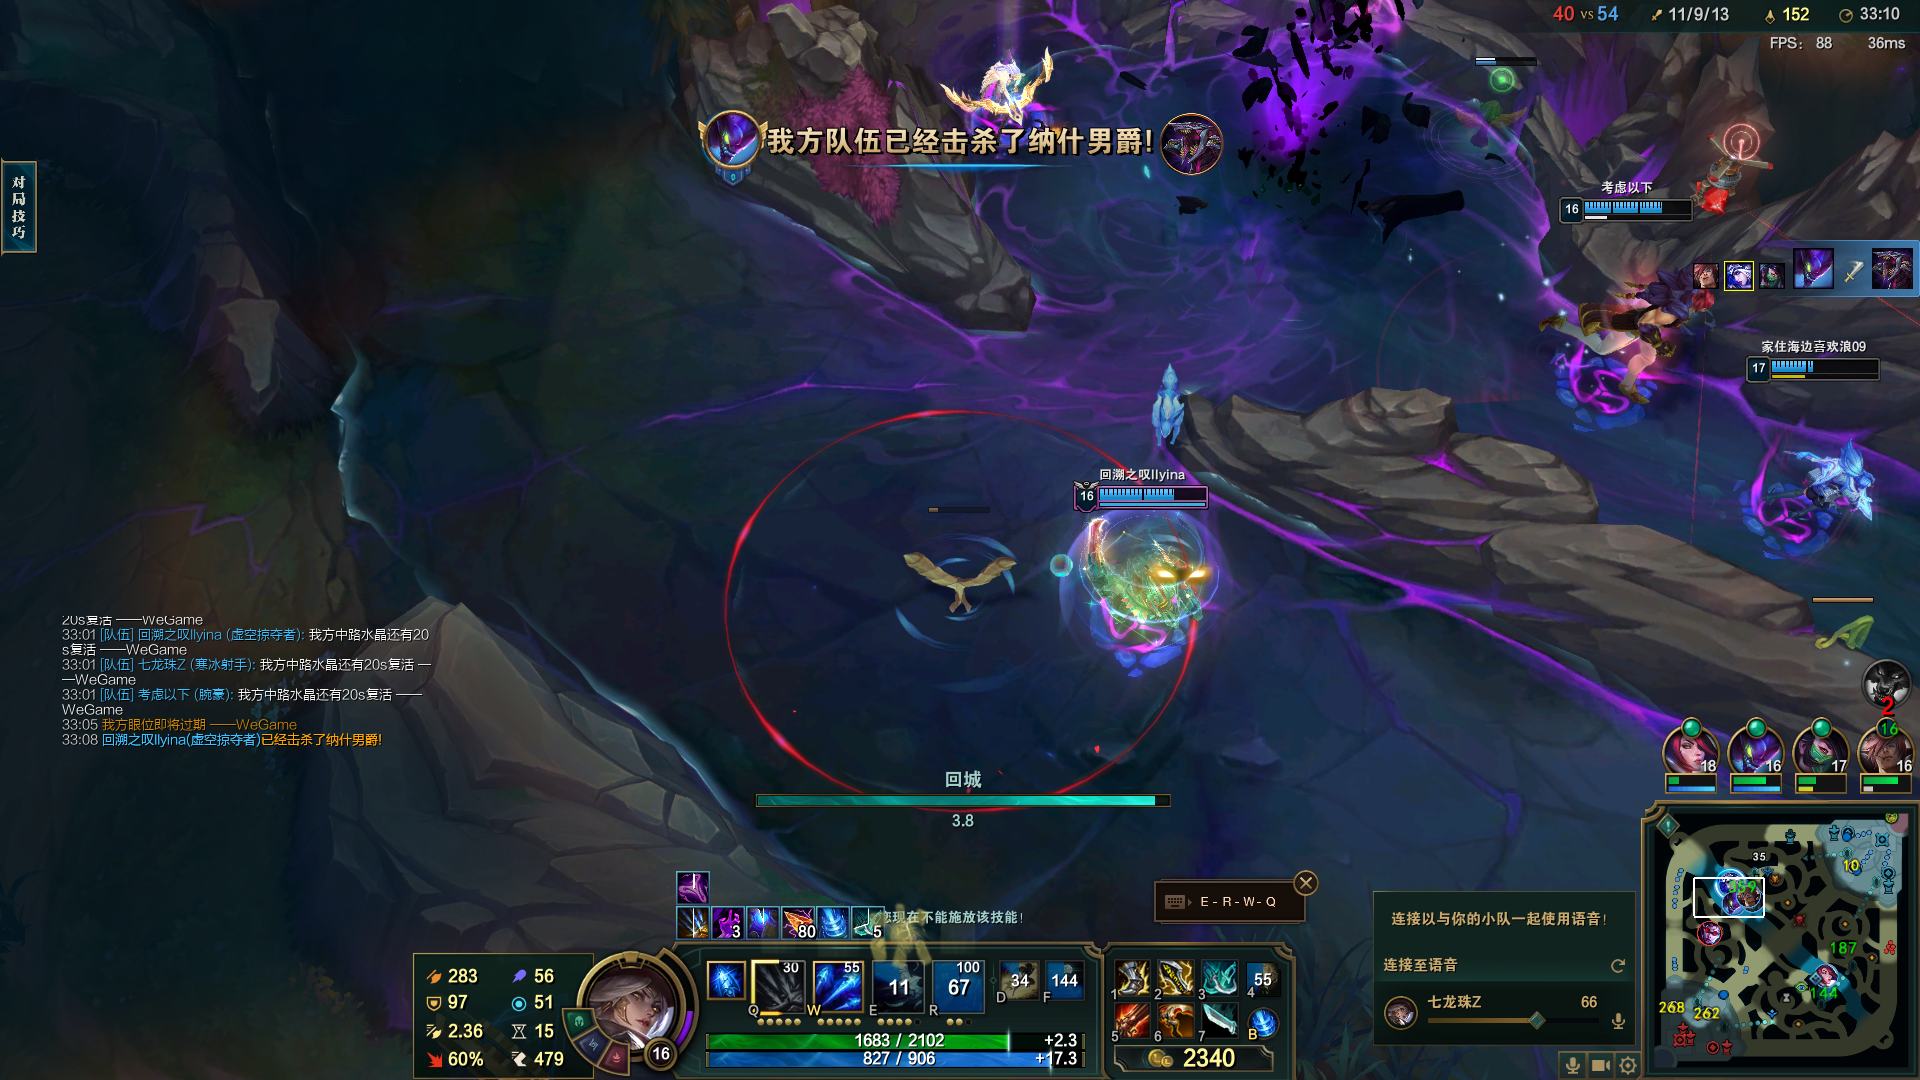 40 vs 54
11/9/13
152
33:10
FPS: 88
36ms
我方队伍已经击杀了纳什男爵!
对局技巧
考虑以下
16
家住海边喜欢浪09
17
回溯之叹llyina
16
20s复活 ——WeGame
33:01 [队伍] 回溯之叹llyina (虚空掠夺者): 我方中路水晶还有20
s复活 ——WeGame
33:01 [队伍] 七龙珠Z (寒冰射手): 我方中路水晶还有20s复活 —
—WeGame
33:01 [队伍] 考虑以下 (腕豪): 我方中路水晶还有20s复活 ——
WeGame
33:05 我方眼位即将过期 ——WeGame
33:08 回溯之叹llyina(虚空掠夺者)已经击杀了纳什男爵!
回城
3.8
2
16
18
16
17
16
3
80
5
您现在不能施放该技能!
E - R - W - Q
连接以与你的小队一起使用语音!
连接至语音
七龙珠Z
66
283
56
97
51
2.36
15
60%
479
16
30
Q
55
W
11
E
100
67
R
34
D
144
F
1683 / 2102
+2.3
827 / 906
+17.3
1
2
3
55
4
5
6
7
B
2340
35
10
187
144
268
262